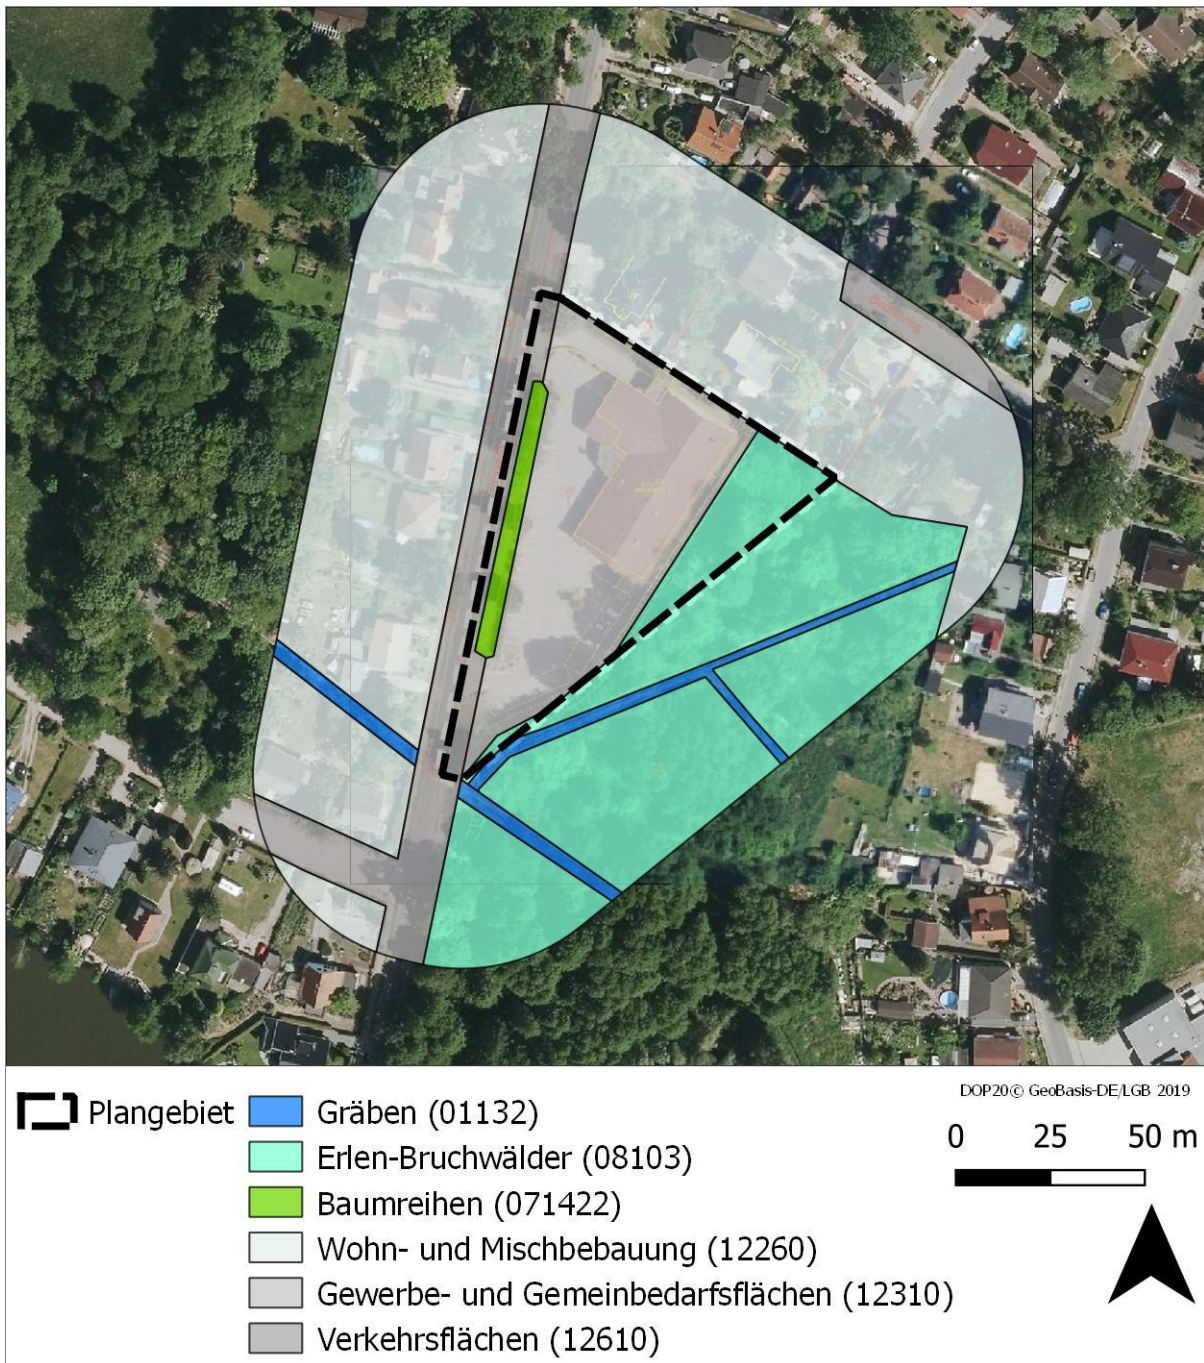 DOP20© GeoBasis-DE/LGB 2019
Plangebiet
Gräben (01132)
Erlen-Bruchwälder (08103)
Baumreihen (071422)
Wohn- und Mischbebauung (12260)
Gewerbe- und Gemeinbedarfsflächen (12310)
Verkehrsflächen (12610)
0 25 50 m